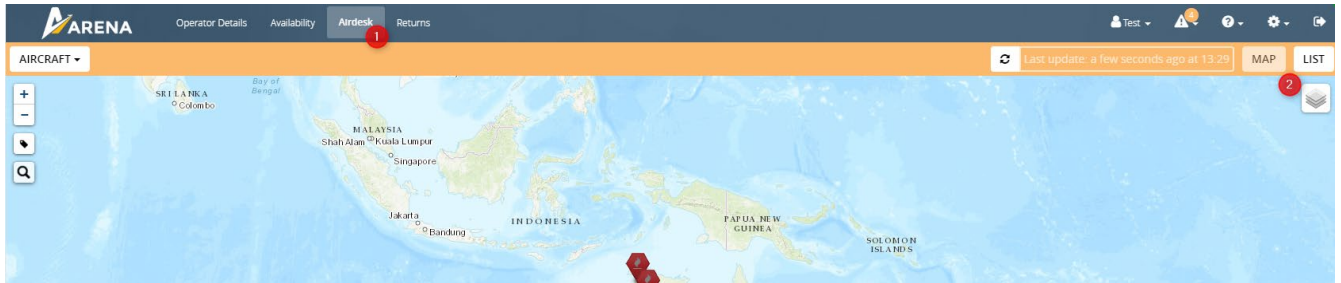 ARENA
Operator Details
Availability
Airdesk
Returns
Test
4
1
AIRCRAFT
Last update: a few seconds ago at 13:29
MAP
LIST
2
Bay of
Bengal
SRI LANKA
Colombo
MALAYSIA
Shah Alam
Kuala Lumpur
Singapore
Jakarta
Bandung
INDONESIA
PAPUA NEW
GUINEA
SOLOMON
ISLANDS